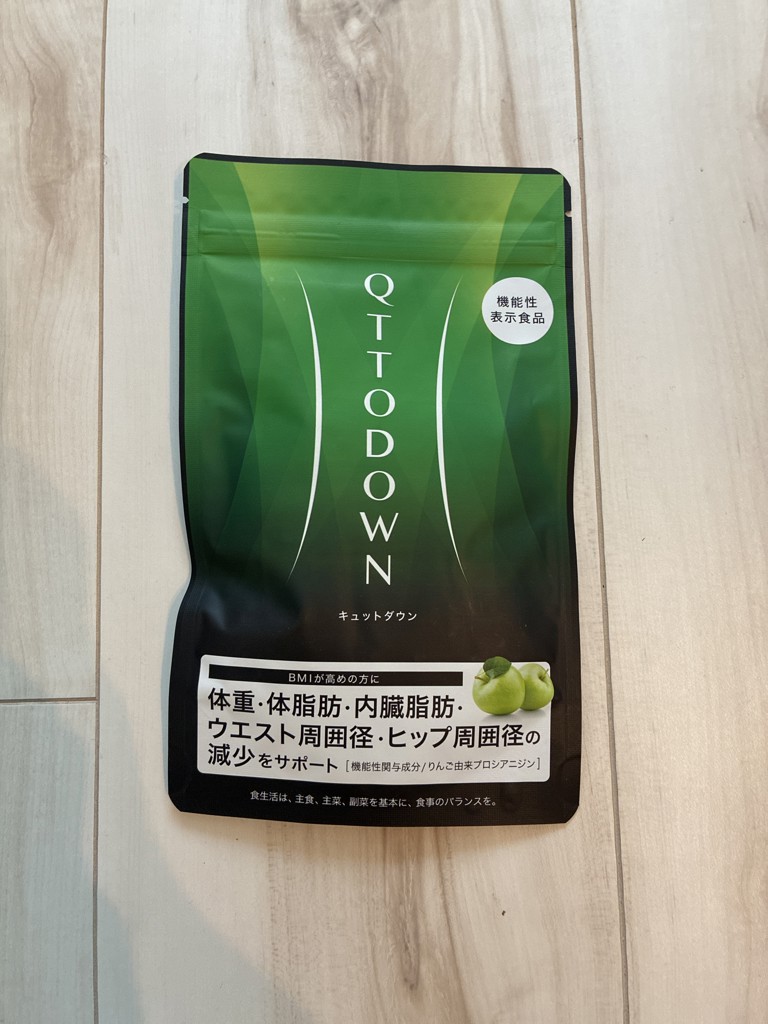 QTTODOWN
機能性
表示食品
キュットダウン
BMIが高めの方に
体重・体脂肪・内臓脂肪・
ウエスト周囲径・ヒップ周囲径の
減少をサポート [機能性関与成分/りんご由来プロシアニジン]
食生活は、主食、主菜、副菜を基本に、食事のバランスを。